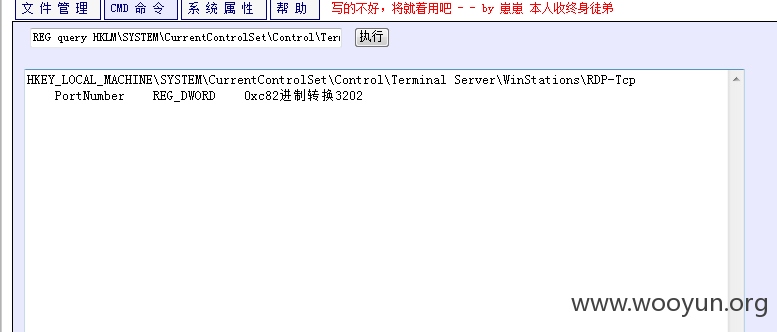 文件管理 CMD命令 系统属性 帮助 写的不好，将就着用吧 - - by 崽崽 本人收终身徒弟
REG query HKLM\SYSTEM\CurrentControlSet\Control\Ter 执行
HKEY_LOCAL_MACHINE\SYSTEM\CurrentControlSet\Control\Terminal Server\WinStations\RDP-Tcp
PortNumber REG_DWORD 0xc82进制转换3202
www.wooyun.org